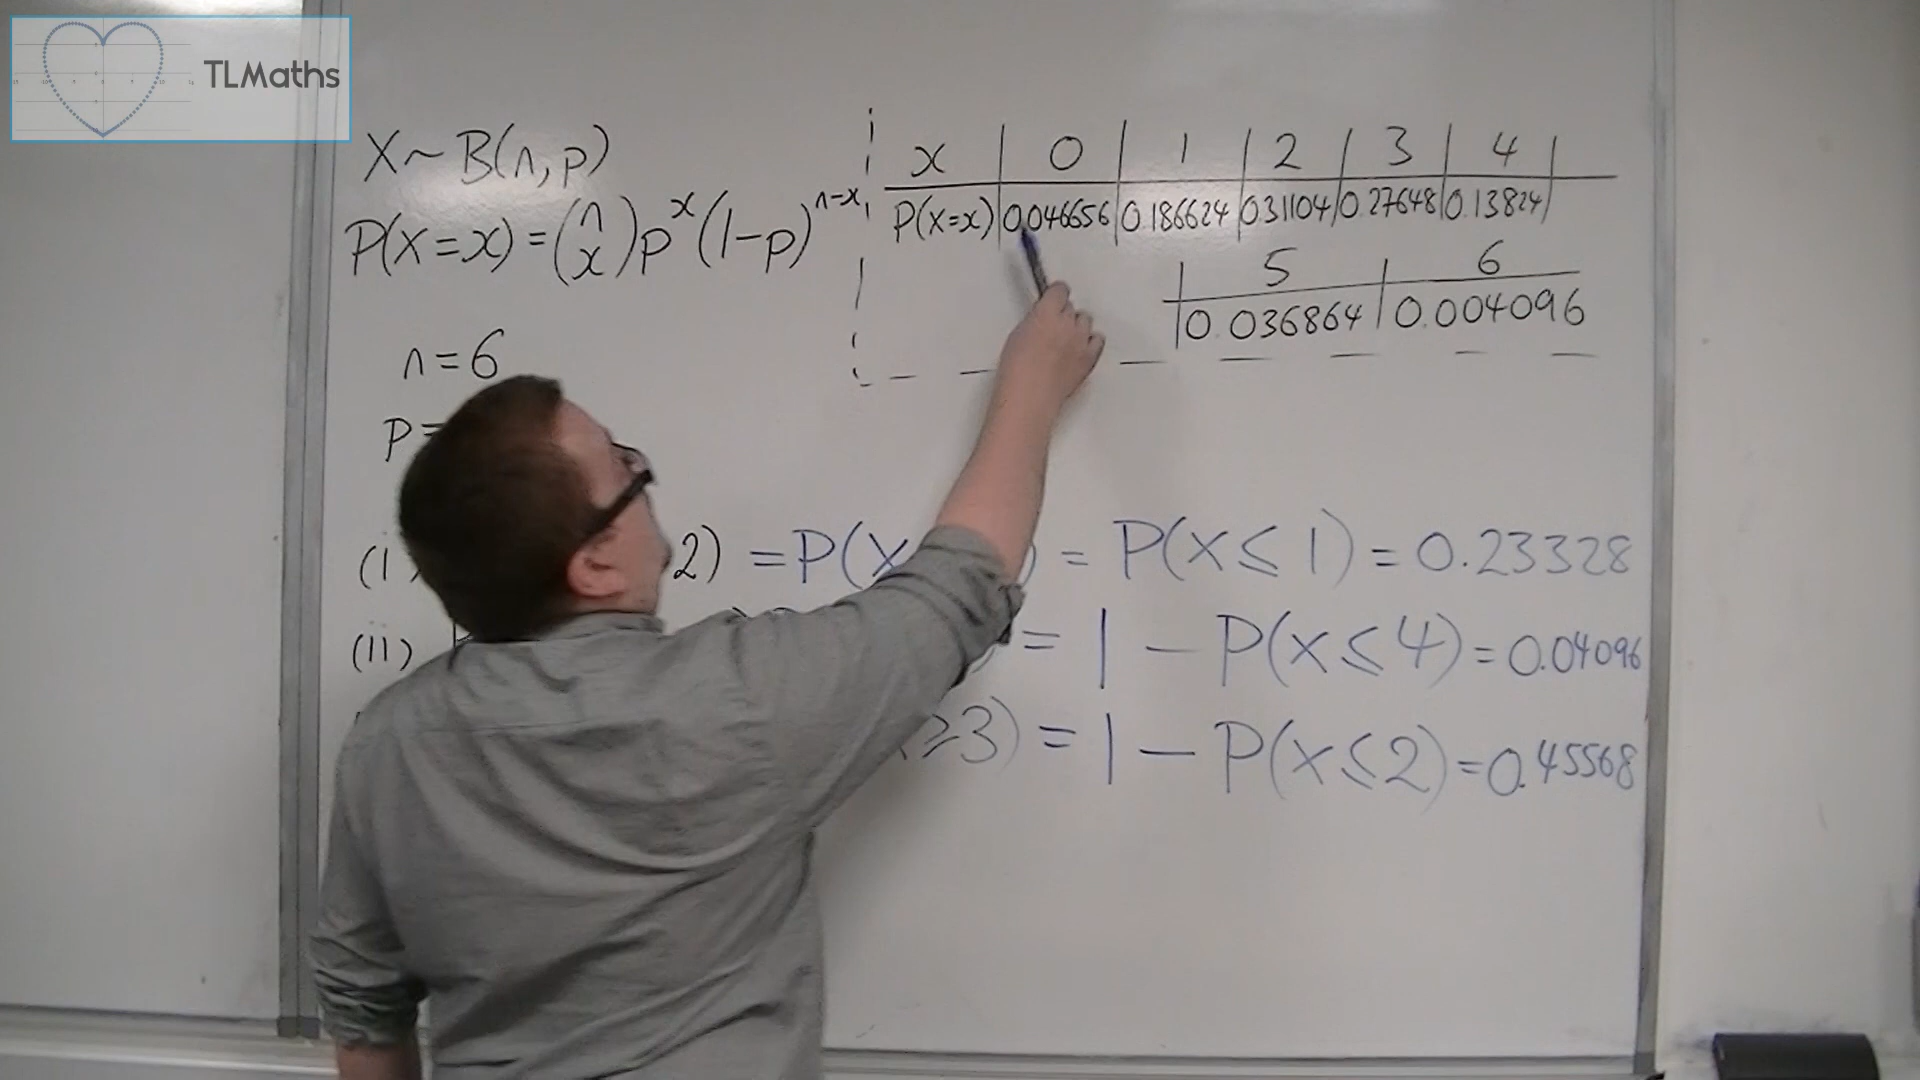 TLMaths
X ~ B(n, p)
P(X = x) = (n x) p^x (1-p)^n-x
n = 6
p =
x | 0 | 1 | 2 | 3 | 4 |
P(X=x) | 0.046656 | 0.186624 | 0.31104 | 0.27648 | 0.13824 |
| 5 | 6
| 0.036864 | 0.004096
(i 2) = P(X ) = P(X ≤ 1) = 0.23328
(ii) ) = 1 - P(X ≤ 4) = 0.04096
≥3) = 1 - P(X ≤ 2) = 0.45568